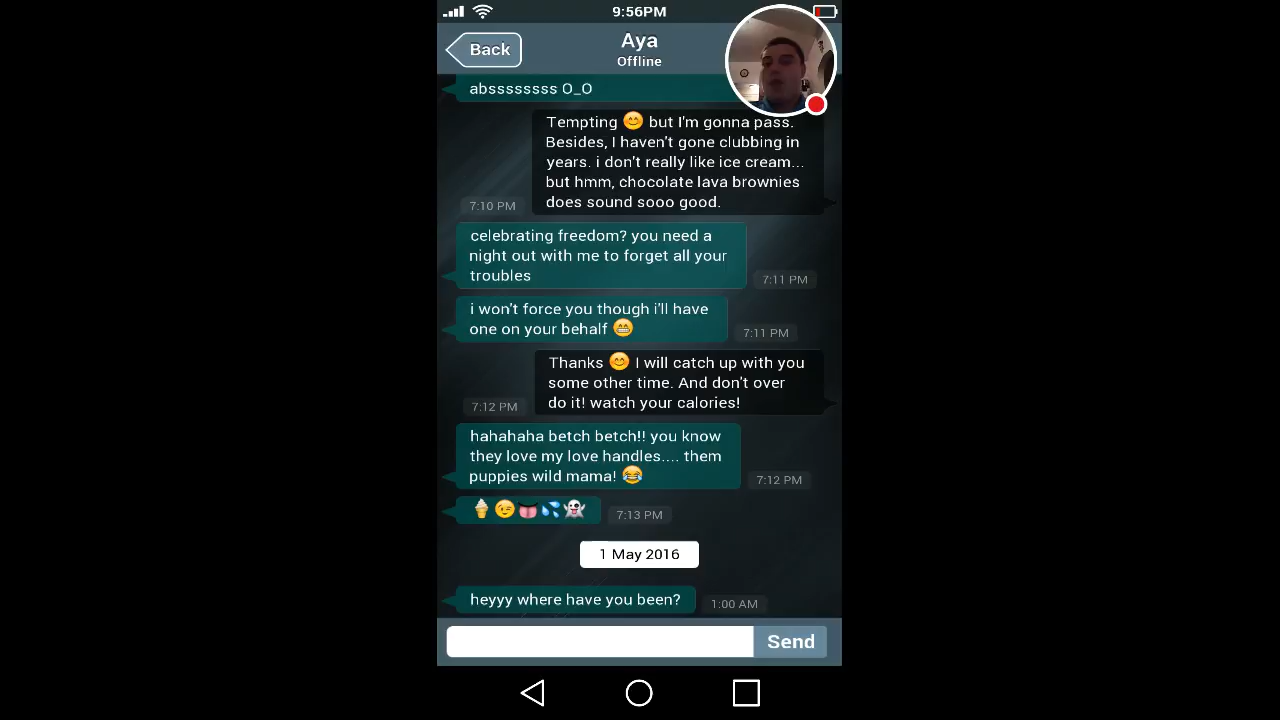 9:56PM
Back
Aya
Offline
abssssssss O_O
Tempting 😊 but I'm gonna pass.
Besides, I haven't gone clubbing in
years. i don't really like ice cream...
but hmm, chocolate lava brownies
does sound sooo good.
7:10 PM
celebrating freedom? you need a
night out with me to forget all your
troubles
7:11 PM
i won't force you though i'll have
one on your behalf 😁
7:11 PM
Thanks 😊 I will catch up with you
some other time. And don't over
do it! watch your calories!
7:12 PM
hahahaha betch betch!! you know
they love my love handles.... them
puppies wild mama! 😂
7:12 PM
🍦😉👅💦👻
7:13 PM
1 May 2016
heyyy where have you been?
1:00 AM
Send